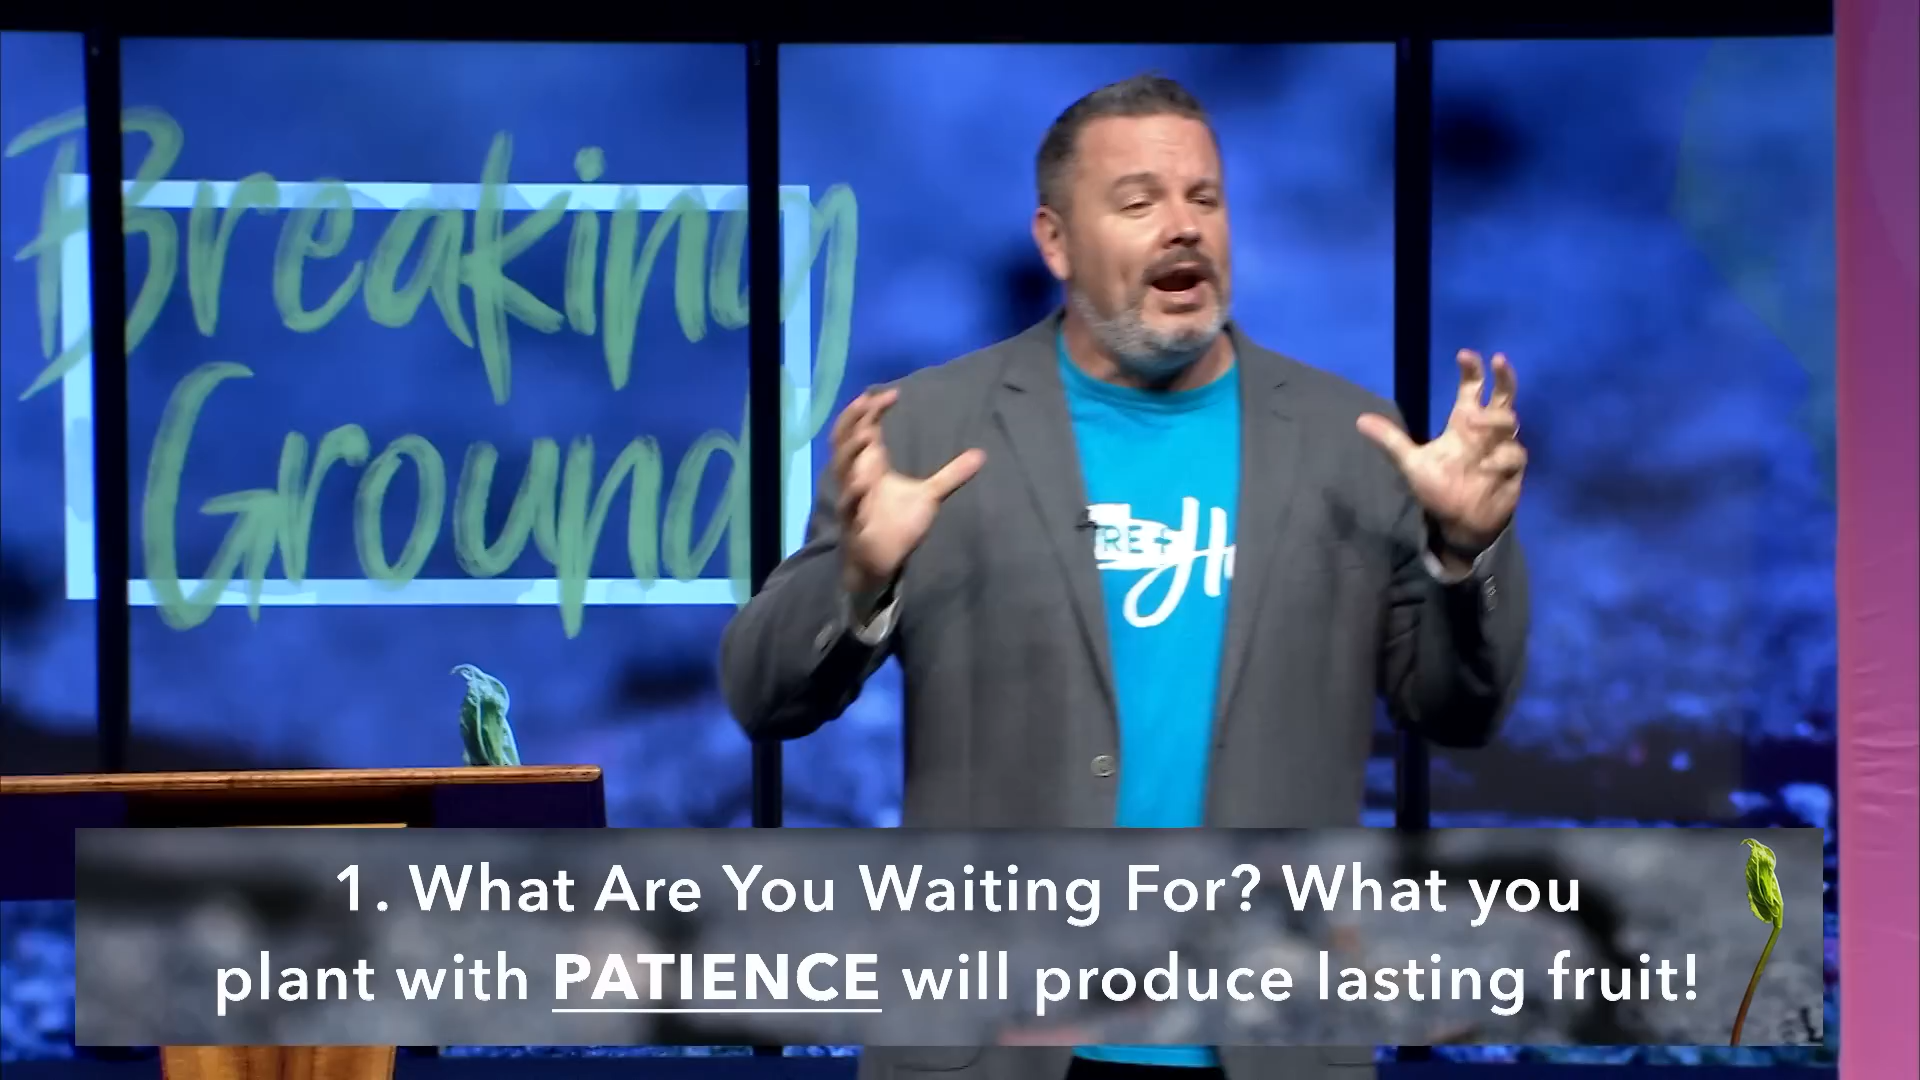 Breaking
Ground
1. What Are You Waiting For? What you
plant with PATIENCE will produce lasting fruit!